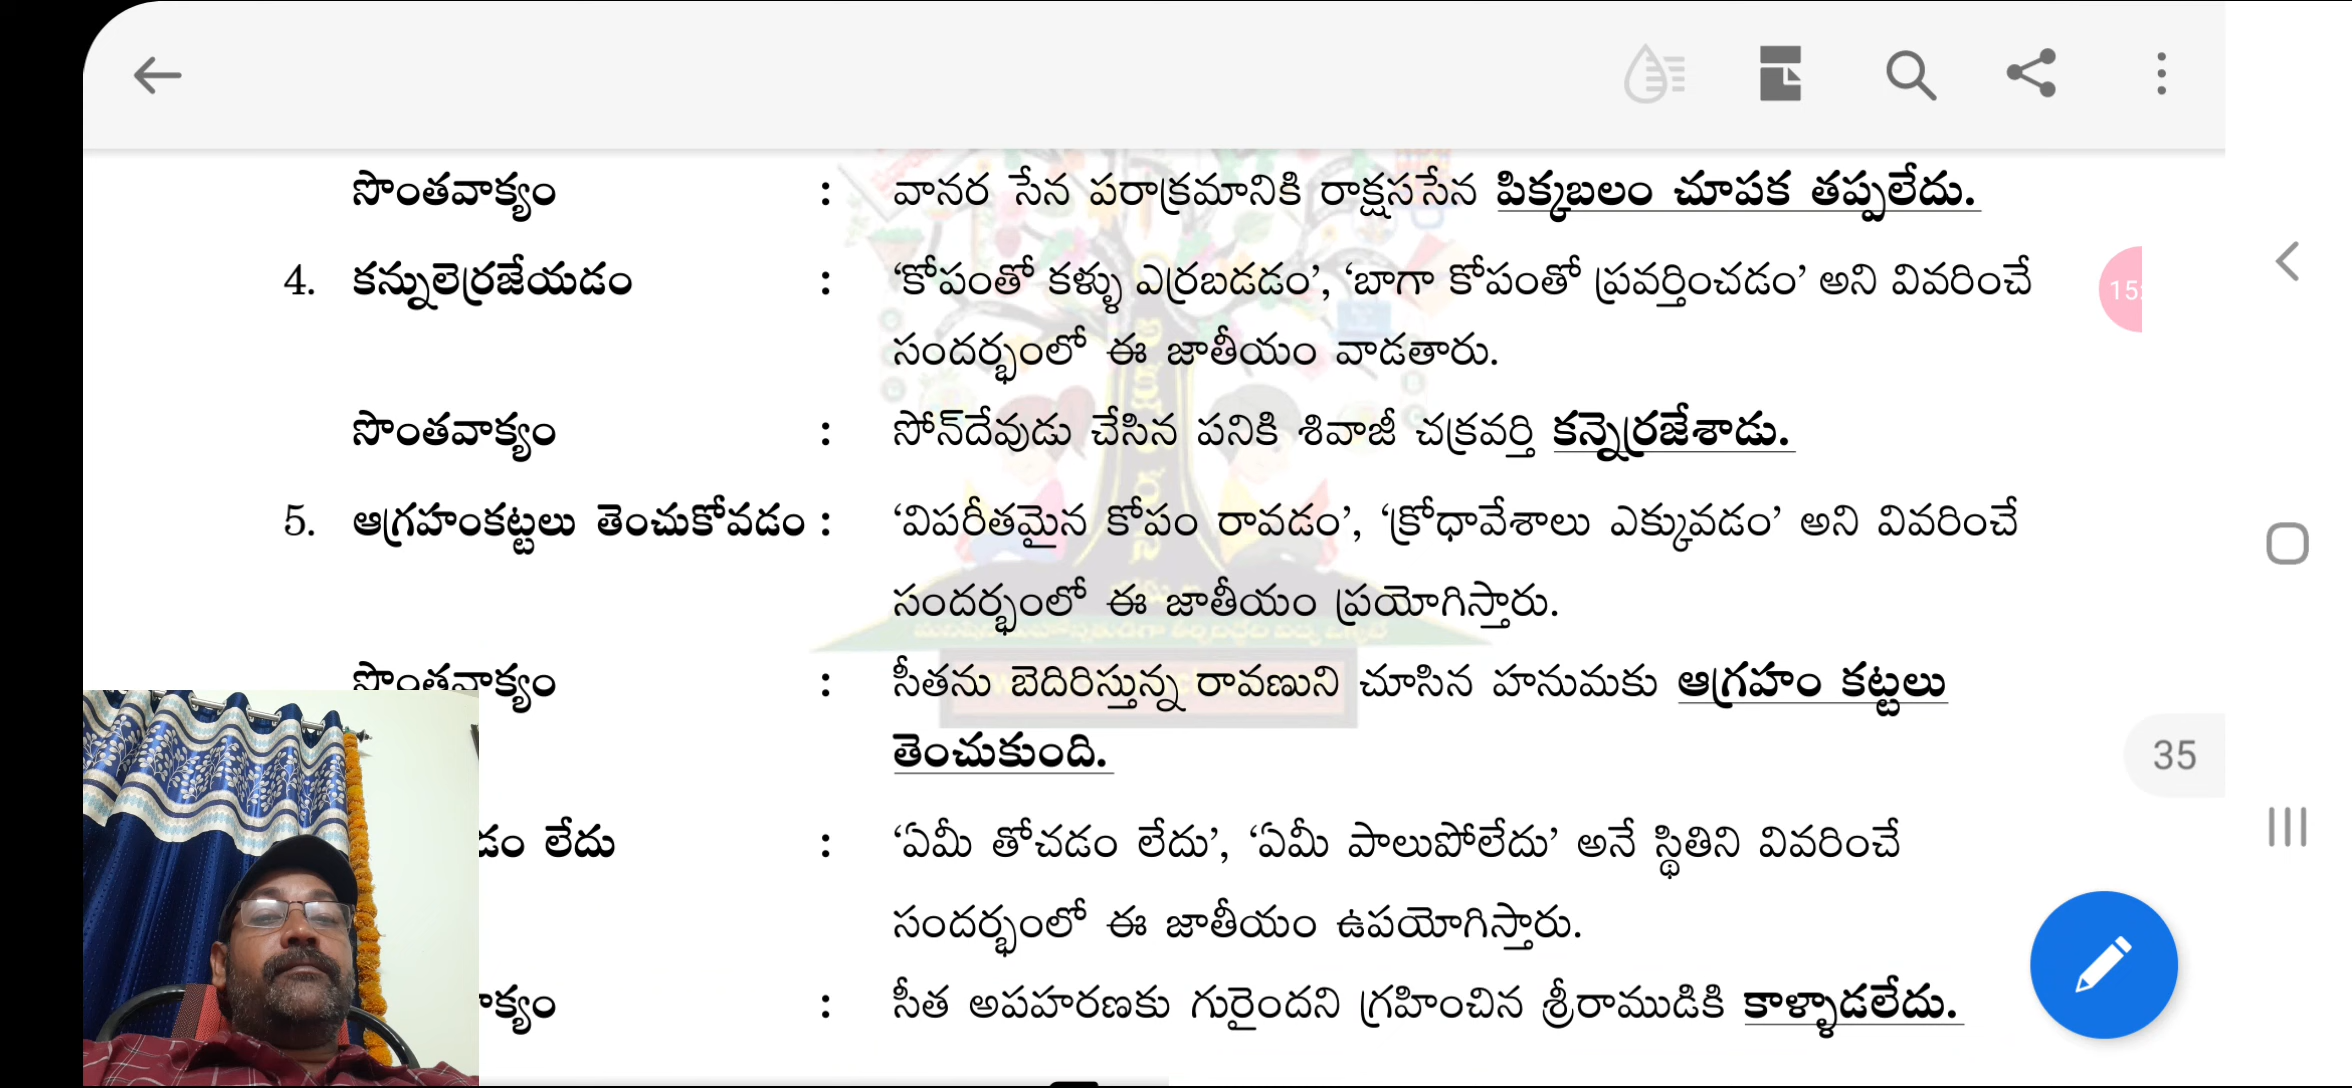 సొంతవాక్యం : వానర సేన పరాక్రమానికి రాక్షససేన పిక్కబలం చూపక తప్పలేదు.
15
4. కన్నులెర్రజేయడం : ‘కోపంతో కళ్ళు ఎర్రబడడం’, ‘బాగా కోపంతో ప్రవర్తించడం’ అని వివరించే
సందర్భంలో ఈ జాతీయం వాడతారు.
సొంతవాక్యం : సోన్‌దేవుడు చేసిన పనికి శివాజీ చక్రవర్తి కన్నెర్రజేశాడు.
5. ఆగ్రహంకట్టలు తెంచుకోవడం : ‘విపరీతమైన కోపం రావడం’, ‘క్రోధావేశాలు ఎక్కువడం’ అని వివరించే
సందర్భంలో ఈ జాతీయం ప్రయోగిస్తారు.
సొంతవాక్యం : సీతను బెదిరిస్తున్న రావణుని చూసిన హనుమకు ఆగ్రహం కట్టలు
తెంచుకుంది.
35
డం లేదు : ‘ఏమీ తోచడం లేదు’, ‘ఏమీ పాలుపోలేదు’ అనే స్థితిని వివరించే
సందర్భంలో ఈ జాతీయం ఉపయోగిస్తారు.
క్యం : సీత అపహరణకు గురైందని గ్రహించిన శ్రీరాముడికి కాళ్ళాడలేదు.